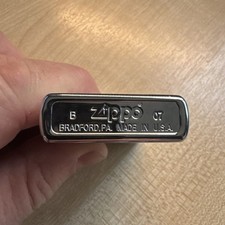 B zippo 07
BRADFORD, PA. MADE IN U.S.A.